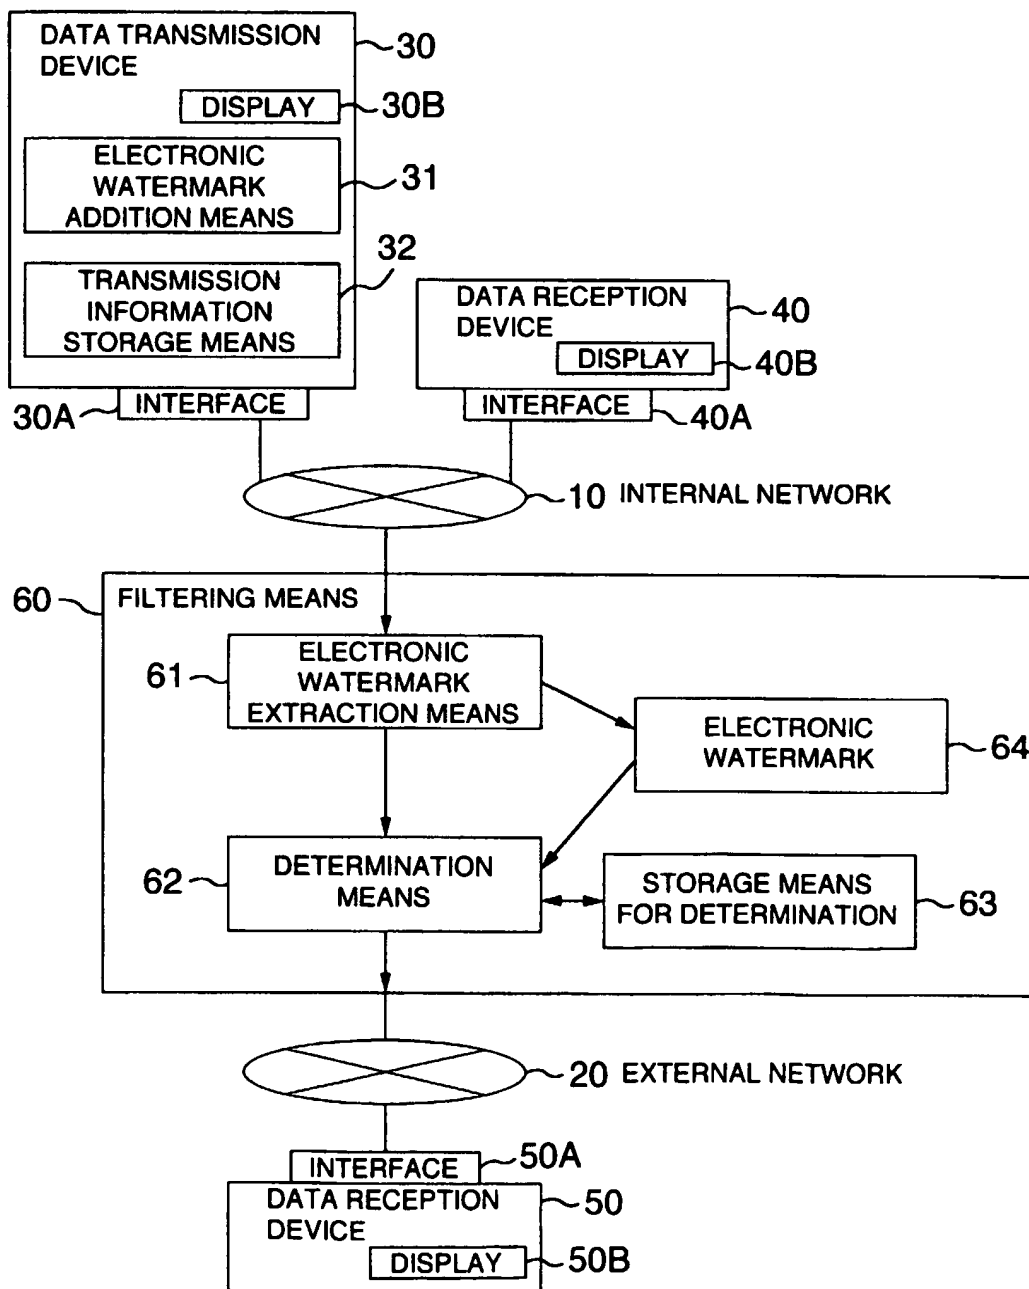 DATA TRANSMISSION
DEVICE
30
DISPLAY
30B
ELECTRONIC
WATERMARK
ADDITION MEANS
31
32
TRANSMISSION
INFORMATION
STORAGE MEANS
30A
INTERFACE
DATA RECEPTION
DEVICE
40
DISPLAY
40B
INTERFACE
40A
10 INTERNAL NETWORK
60
FILTERING MEANS
61
ELECTRONIC
WATERMARK
EXTRACTION MEANS
ELECTRONIC
WATERMARK
64
62
DETERMINATION
MEANS
STORAGE MEANS
FOR DETERMINATION
63
20 EXTERNAL NETWORK
INTERFACE
50A
DATA RECEPTION
DEVICE
50
DISPLAY
50B